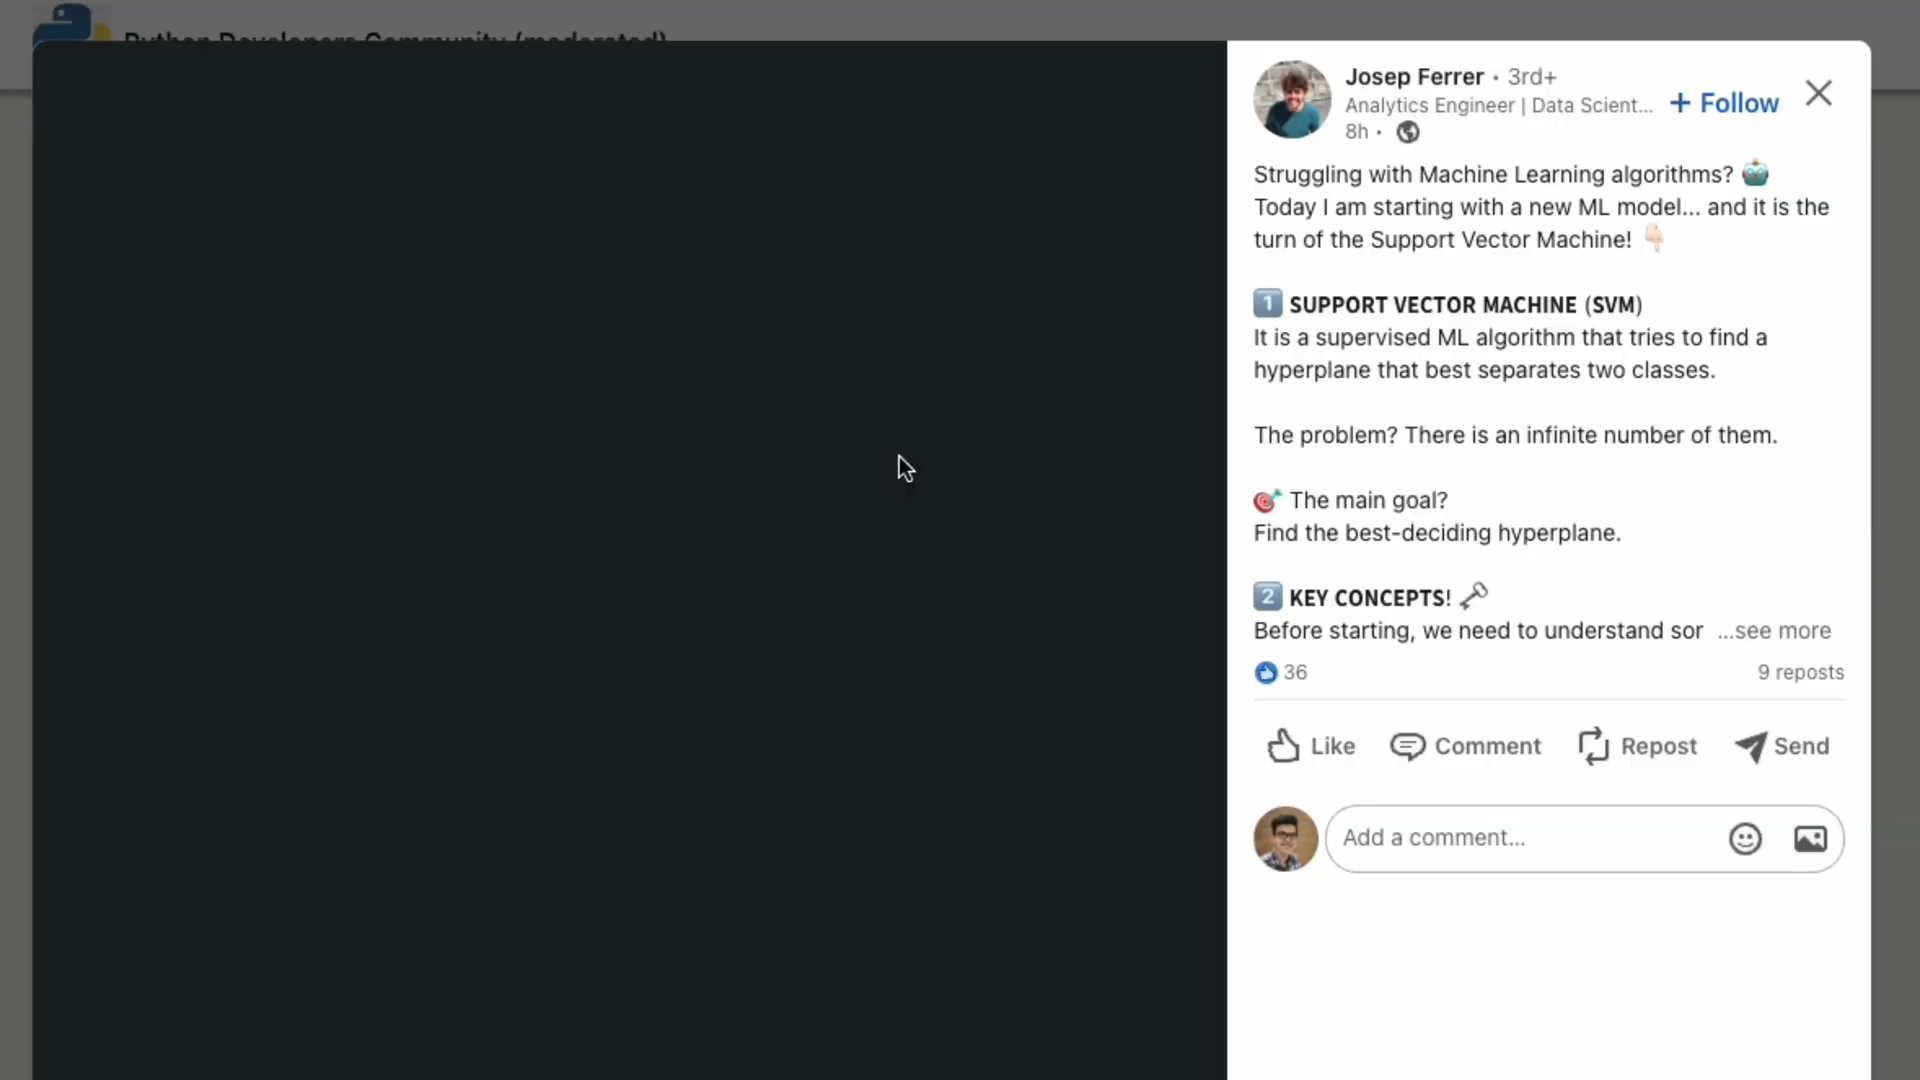 Python Developers Community (moderated)
Josep Ferrer • 3rd+
Analytics Engineer | Data Scient...
+ Follow
8h •
Struggling with Machine Learning algorithms?
Today I am starting with a new ML model... and it is the
turn of the Support Vector Machine!
1 SUPPORT VECTOR MACHINE (SVM)
It is a supervised ML algorithm that tries to find a
hyperplane that best separates two classes.
The problem? There is an infinite number of them.
The main goal?
Find the best-deciding hyperplane.
2 KEY CONCEPTS!
Before starting, we need to understand sor ...see more
36
9 reposts
Like Comment Repost Send
Add a comment...